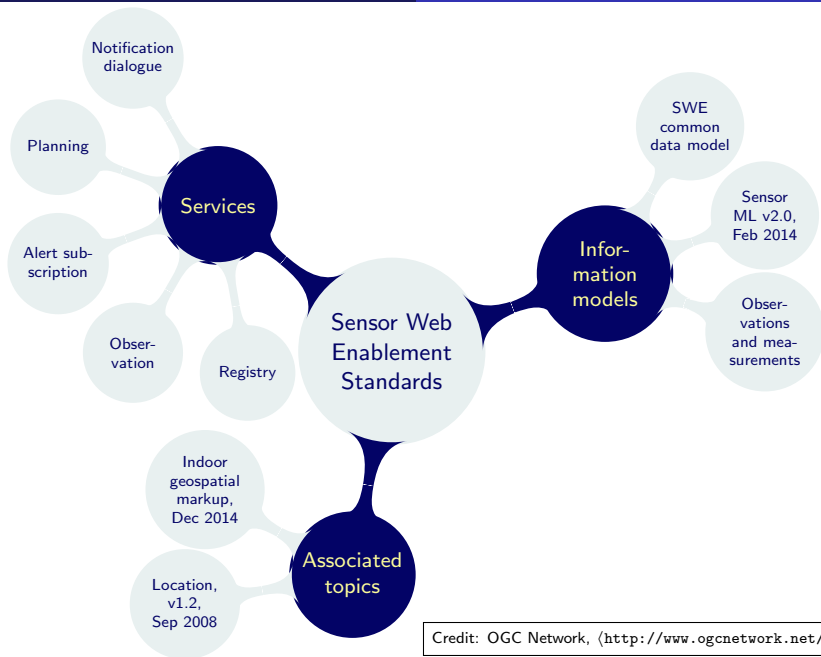 Notification
dialogue
Planning
Alert sub-
scription
Obser-
vation
Registry
Services
Sensor Web
Enablement
Standards
Infor-
mation
models
SWE
common
data model
Sensor
ML v2.0,
Feb 2014
Obser-
vations
and mea-
surements
Indoor
geospatial
markup,
Dec 2014
Location,
v1.2,
Sep 2008
Associated
topics
Credit: OGC Network, ⟨http://www.ogcnetwork.net/